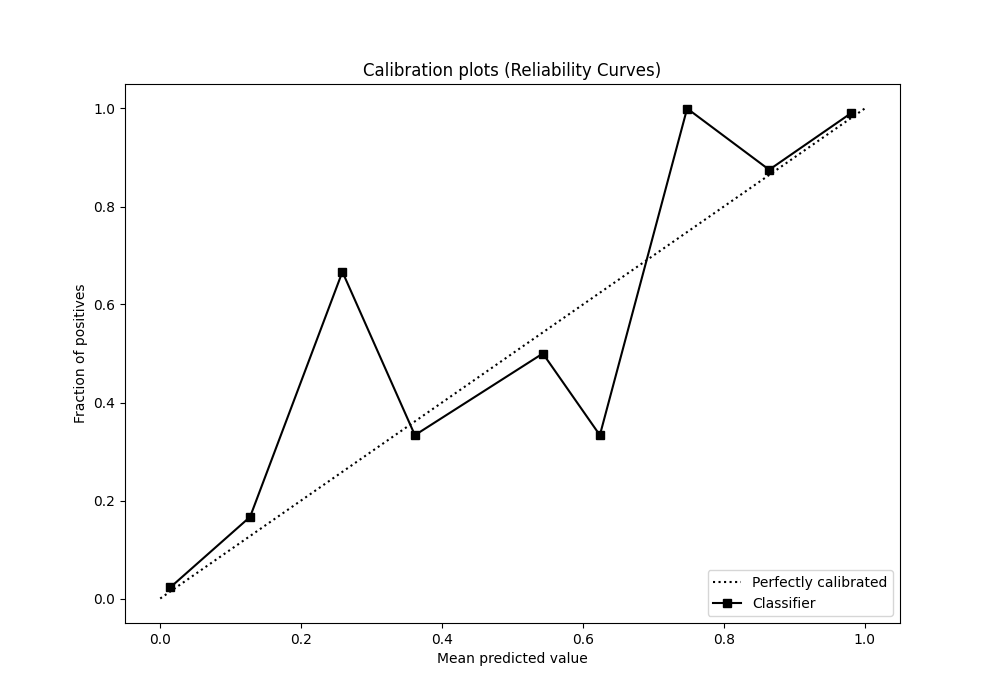 Calibration plots (Reliability Curves)
1.0
0.8
0.6
0.4
0.2
0.0
Fraction of positives
Perfectly calibrated
Classifier
0.0 0.2 0.4 0.6 0.8 1.0
Mean predicted value